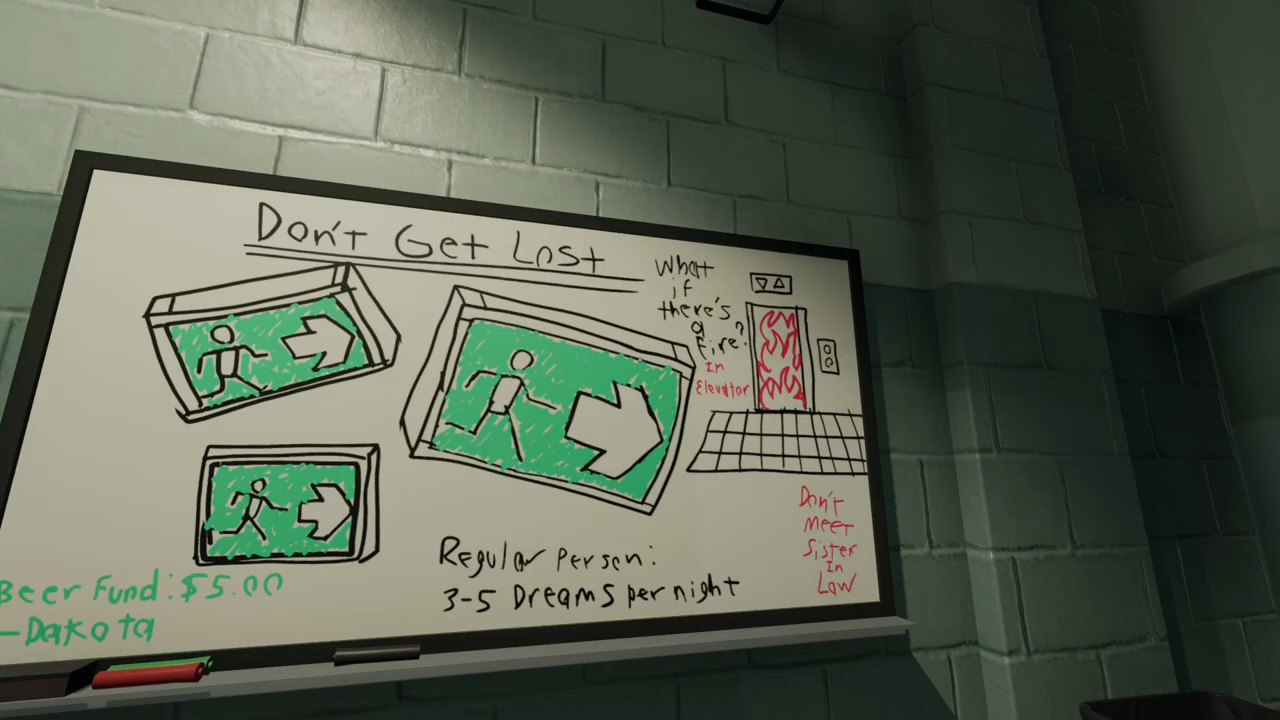 Don't Get Lost
What
if
there's
a
Fire?
In
Elevator
Don't
Meet
Sister
In
Law
Regular Person:
3-5 Dreams per night
Beer Fund: $5.00
-Dakota